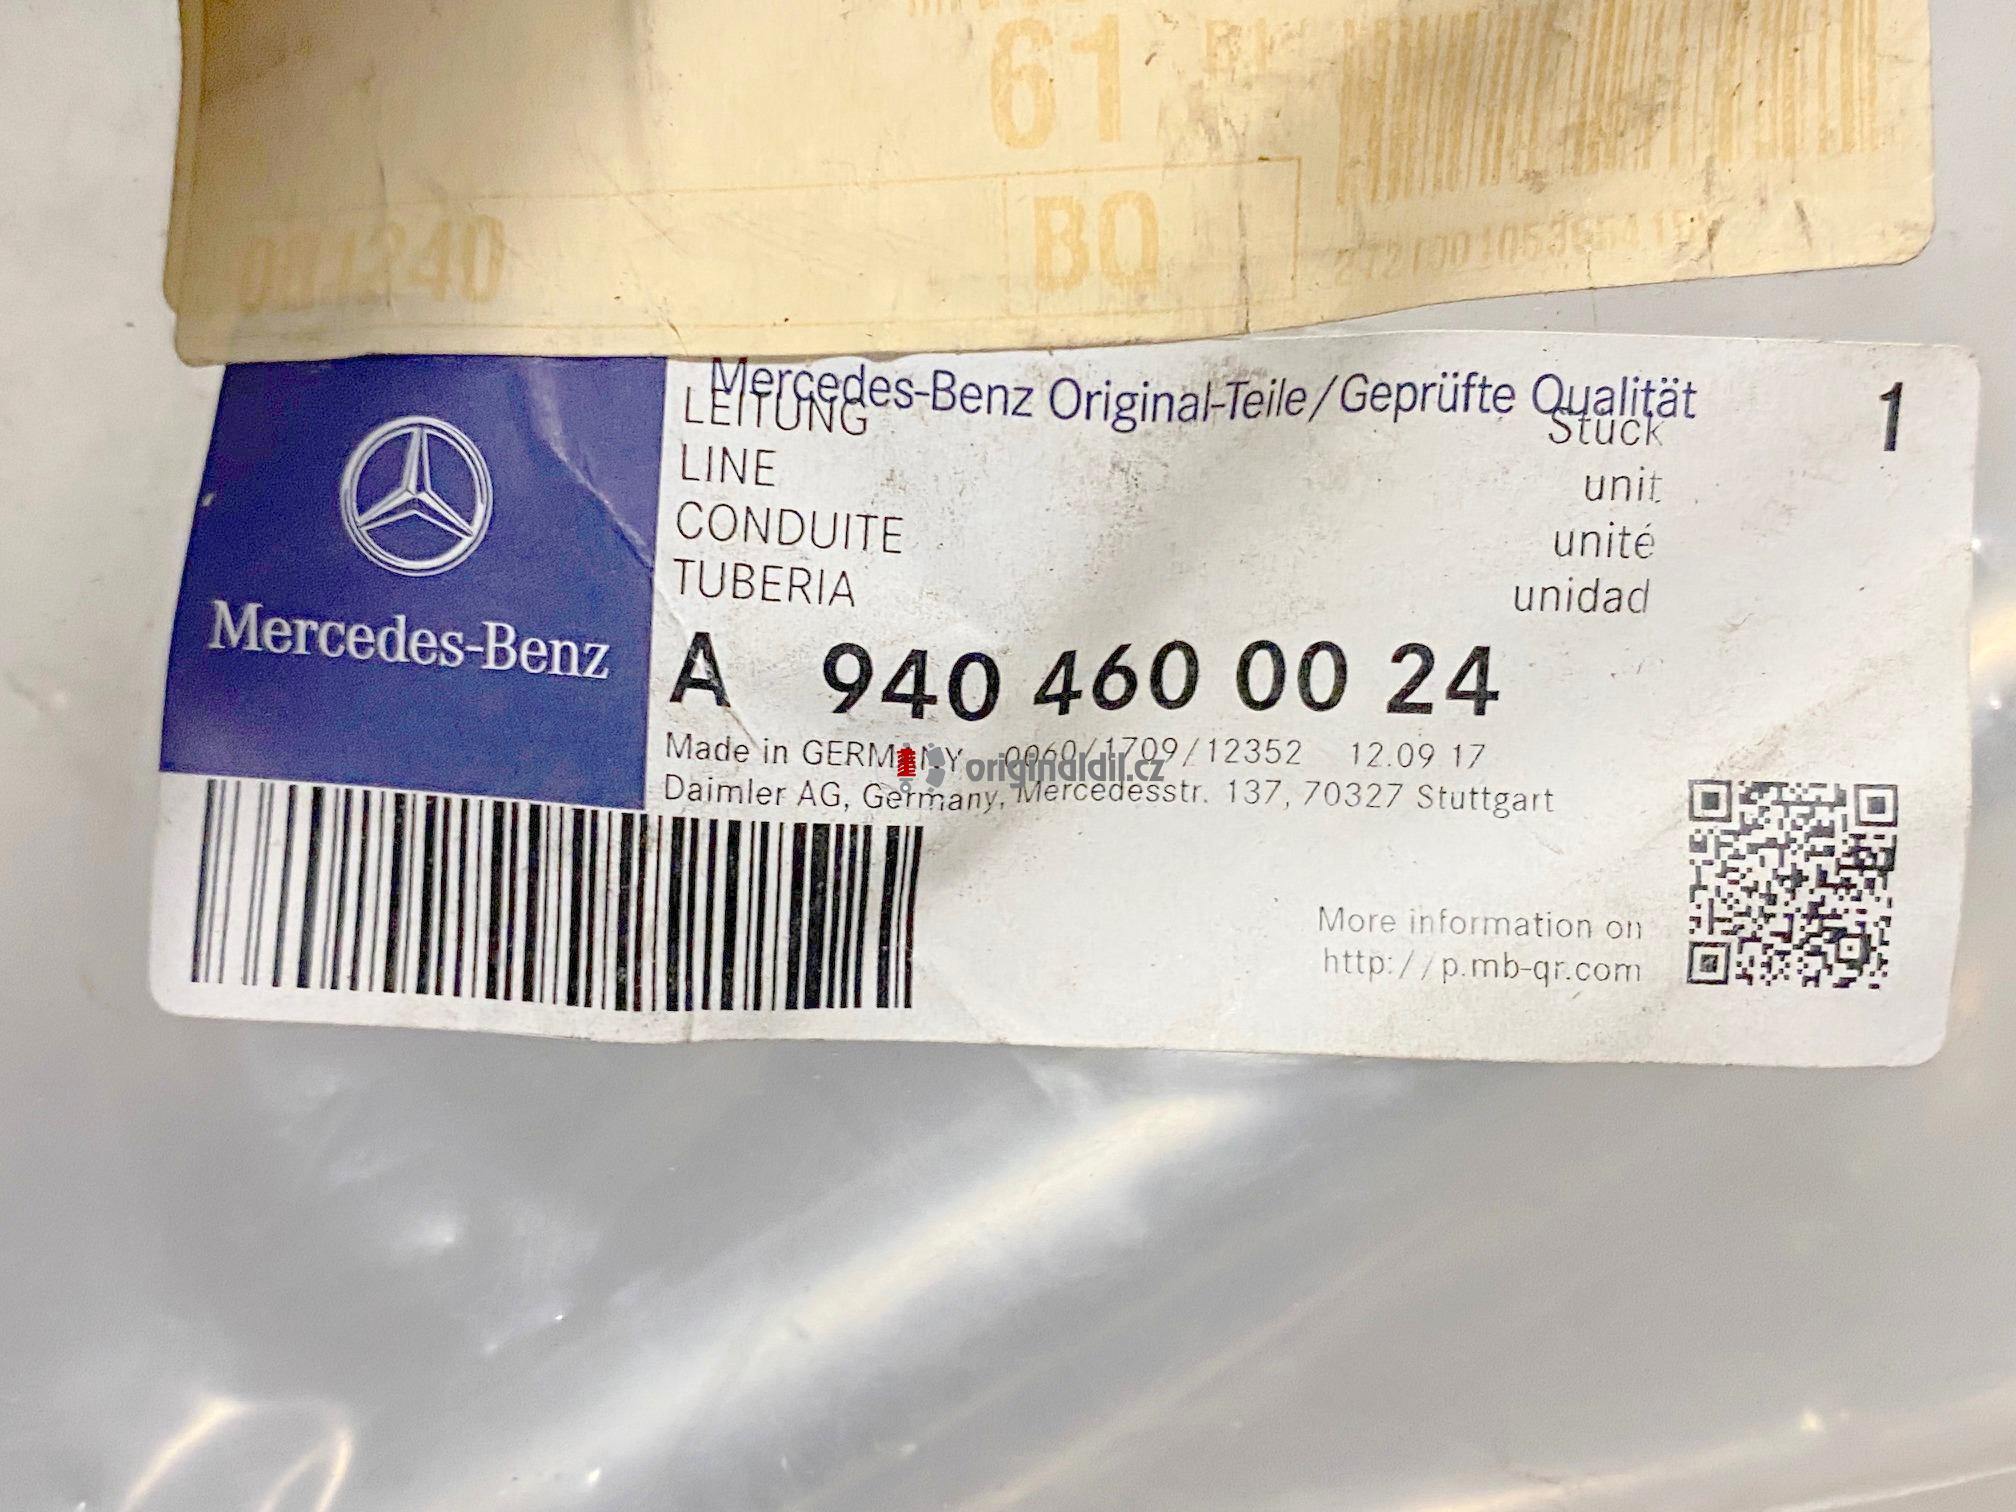 61
081240
BQ
Mercedes-Benz Original-Teile/Geprüfte Qualität
LEITUNG Stück 1
LINE unit
CONDUITE unité
TUBERIA unidad
Mercedes-Benz
A 940 460 00 24
Made in GERMANY 0060/1709/12352 12.09 17
originaldil.cz
Daimler AG, Germany, Mercedesstr. 137, 70327 Stuttgart
More information on
http://p.mb-qr.com